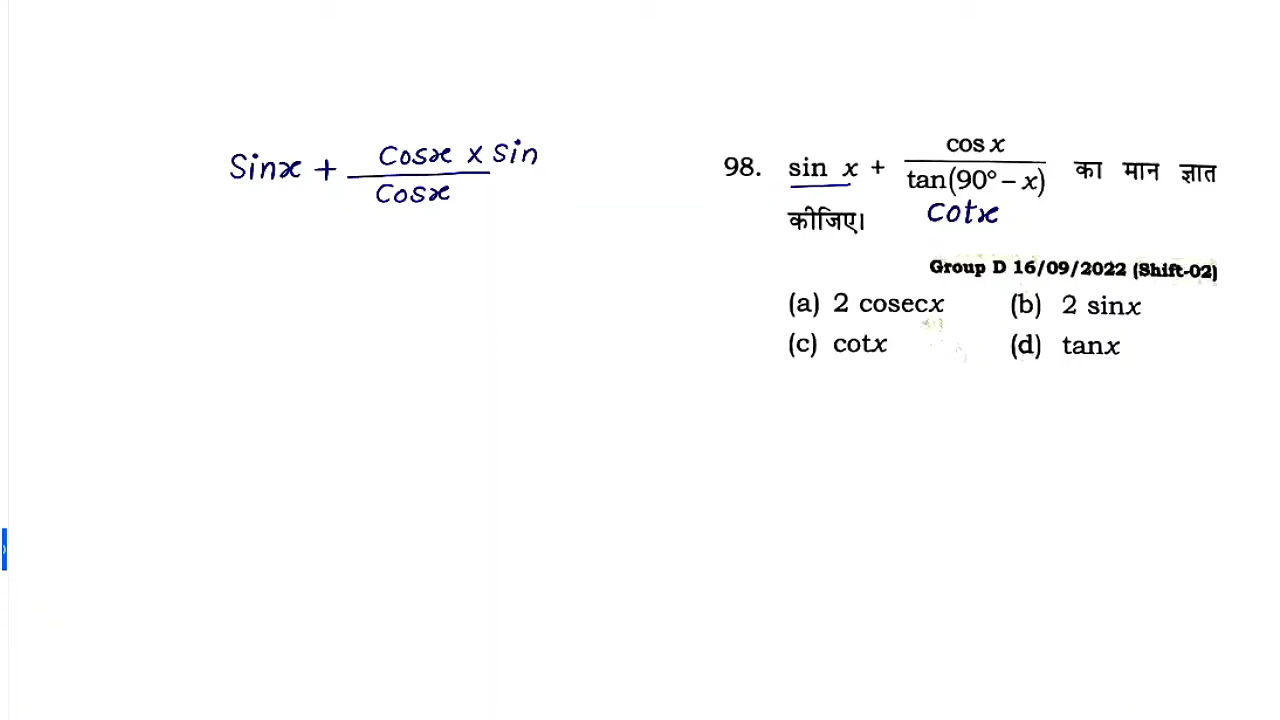 Sinx + Cosx x Sin
Cosx
98. sin x + cos x / tan(90° – x) का मान ज्ञात
कीजिए।
cotx
Group D 16/09/2022 (Shift-02)
(a) 2 cosecx (b) 2 sinx
(c) cotx (d) tanx